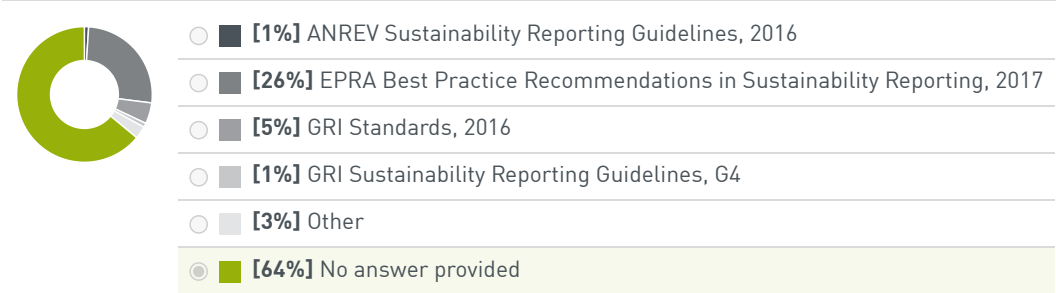 [1%] ANREV Sustainability Reporting Guidelines, 2016
[26%] EPRA Best Practice Recommendations in Sustainability Reporting, 2017
[5%] GRI Standards, 2016
[1%] GRI Sustainability Reporting Guidelines, G4
[3%] Other
[64%] No answer provided